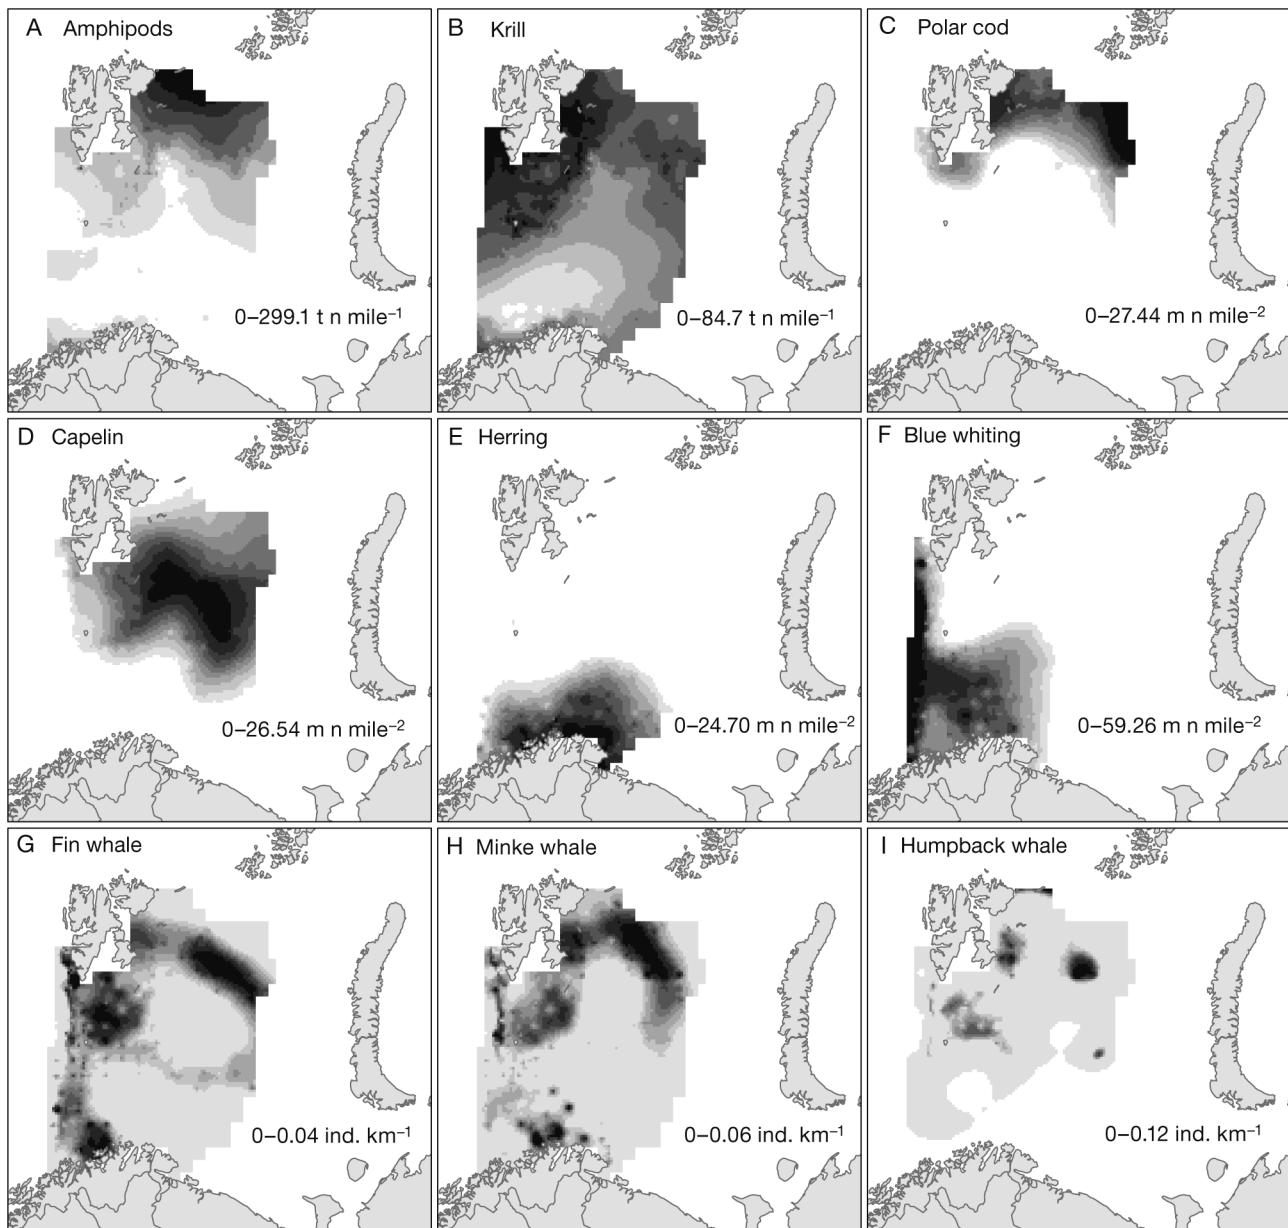 A Amphipods
0–299.1 t n mile⁻¹
B Krill
0–84.7 t n mile⁻¹
C Polar cod
0–27.44 m n mile⁻²
D Capelin
0–26.54 m n mile⁻²
E Herring
0–24.70 m n mile⁻²
F Blue whiting
0–59.26 m n mile⁻²
G Fin whale
0–0.04 ind. km⁻¹
H Minke whale
0–0.06 ind. km⁻¹
I Humpback whale
0–0.12 ind. km⁻¹